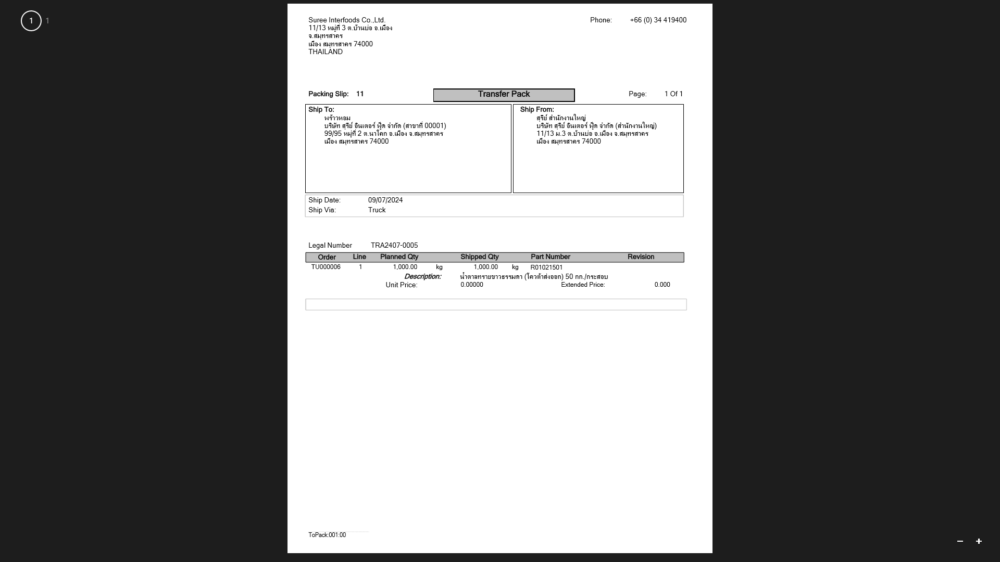 1 1
Suree Interfoods Co.,Ltd. Phone: +66 (0) 34 419400
11/13 หมู่ที่ 3 ต.บ้านบ่อ อ.เมือง
จ.สมุทรสาคร
เมือง สมุทรสาคร 74000
THAILAND
Packing Slip: 11 Transfer Pack Page: 1 Of 1
Ship To:
พร้าวหอม
บริษัท สุรีย์ อินเตอร์ ฟู้ด จำกัด (สาขาที่ 00001)
99/95 หมู่ที่ 2 ต.นาโคก อ.เมือง จ.สมุทรสาคร
เมือง สมุทรสาคร 74000
Ship From:
สุรีย์ สำนักงานใหญ่
บริษัท สุรีย์ อินเตอร์ ฟู้ด จำกัด (สำนักงานใหญ่)
11/13 ม.3 ต.บ้านบ่อ อ.เมือง จ.สมุทรสาคร
เมือง สมุทรสาคร 74000
Ship Date: 09/07/2024
Ship Via: Truck
Legal Number TRA2407-0005
Order Line Planned Qty Shipped Qty Part Number Revision
TU000006 1 1,000.00 kg 1,000.00 kg R01021501
Description: น้ำตาลทรายขาวธรรมดา (โควต้าส่งออก) 50 กก./กระสอบ
Unit Price: 0.00000 Extended Price: 0.000
ToPack:001:00